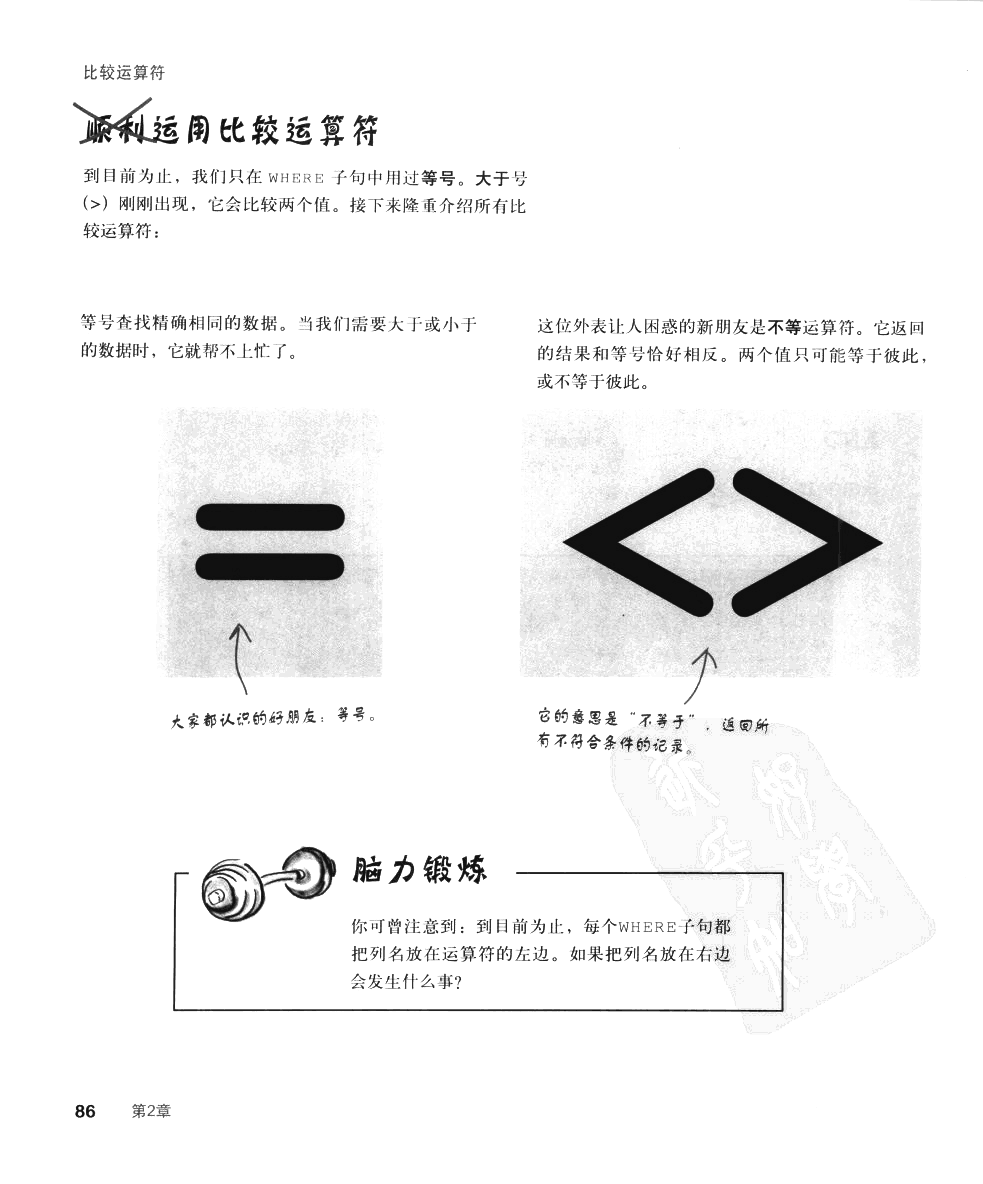 比较运算符
顺利运用比较运算符
到目前为止，我们只在 WHERE 子句中用过等号。大于号
(>) 刚刚出现，它会比较两个值。接下来隆重介绍所有比
较运算符：
等号查找精确相同的数据。当我们需要大于或小于
的数据时，它就帮不上忙了。
这位外表让人困惑的新朋友是不等运算符。它返回
的结果和等号恰好相反。两个值只可能等于彼此，
或不等于彼此。
=
<>
大家都认识的好朋友：等号。
它的意思是“不等于”，返回所
有不符合条件的记录。
脑力锻炼
你可曾注意到：到目前为止，每个WHERE子句都
把列名放在运算符的左边。如果把列名放在右边
会发生什么事？
86 第2章